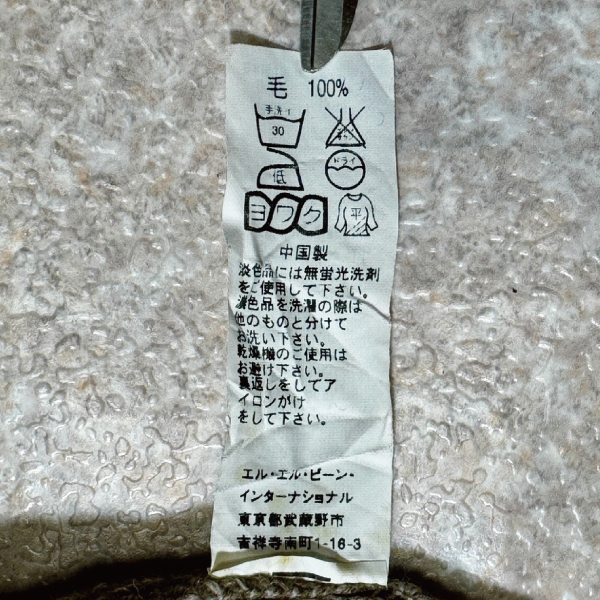 毛 100%
手洗イ
30
低
ドライ
ヨワク
平
中国製
淡色品には無蛍光洗剤
をご使用して下さい。
濃色品を洗濯の際は
他のものと分けて
お洗い下さい。
乾燥機のご使用は
お避け下さい。
裏返しをしてア
イロンがけ
をして下さい。
エル・エル・ビーン・
インターナショナル
東京都武蔵野市
吉祥寺南町1-16-3